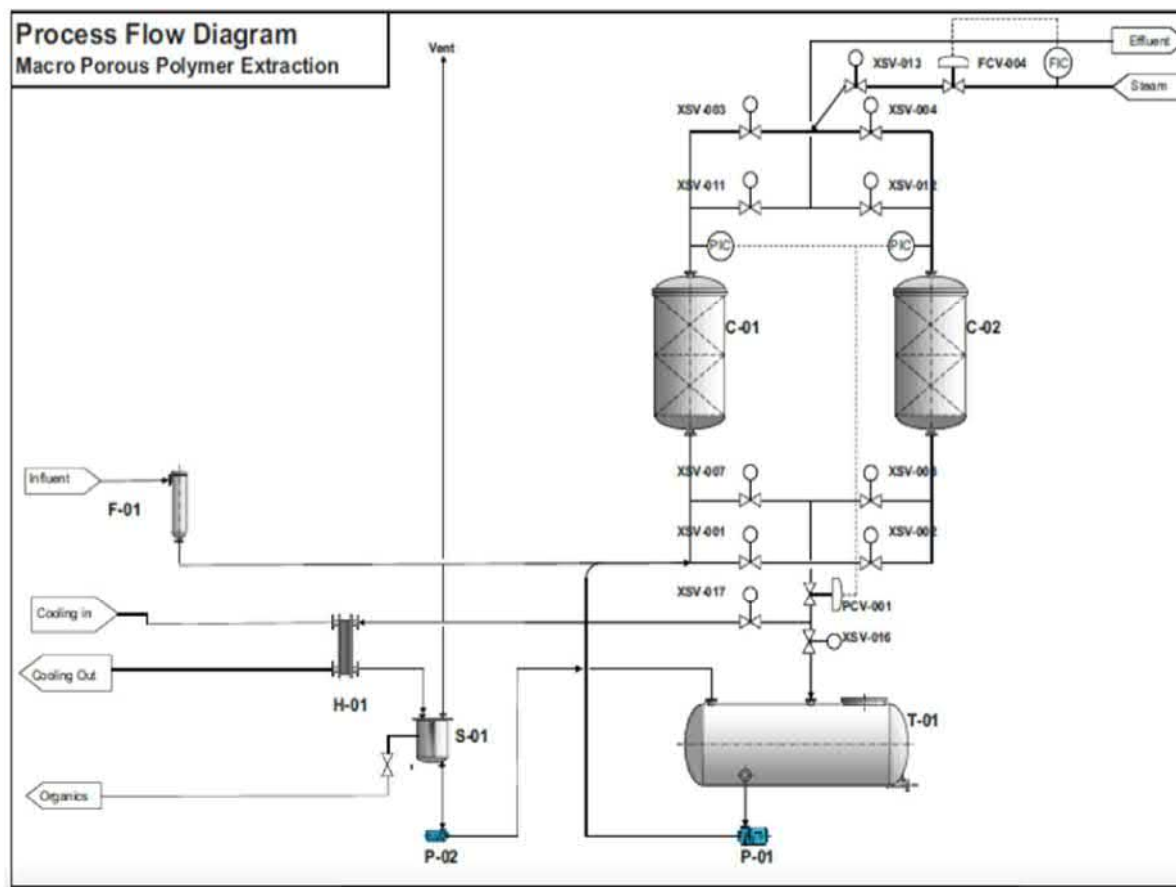 Process Flow Diagram
Macro Porous Polymer Extraction
Vent
Effluent
XSV-013
FCV-004
FIC
Steam
XSV-003
XSV-004
XSV-011
XSV-012
PIC
PIC
C-01
C-02
Influent
F-01
XSV-007
XSV-001
XSV-002
XSV-017
PCV-001
XSV-016
Cooling in
Cooling Out
H-01
S-01
T-01
Organics
P-02
P-01